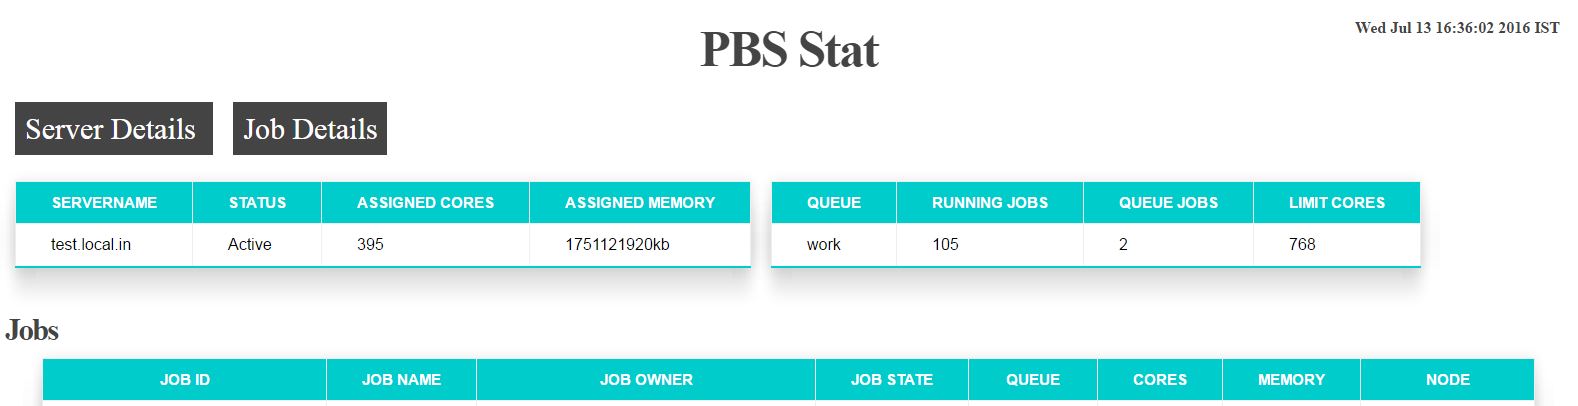 Wed Jul 13 16:36:02 2016 IST
PBS Stat
Server Details Job Details
SERVERNAME STATUS ASSIGNED CORES ASSIGNED MEMORY QUEUE RUNNING JOBS QUEUE JOBS LIMIT CORES
test.local.in Active 395 1751121920kb work 105 2 768
Jobs
JOB ID JOB NAME JOB OWNER JOB STATE QUEUE CORES MEMORY NODE